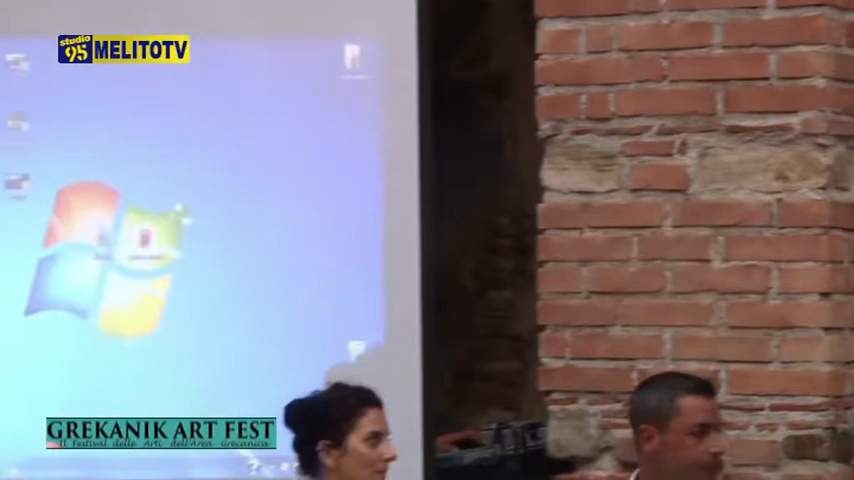 studio
95 MELITOTV
GREKANIK ART FEST
Il Festival delle Arti dell'Area Grecanica